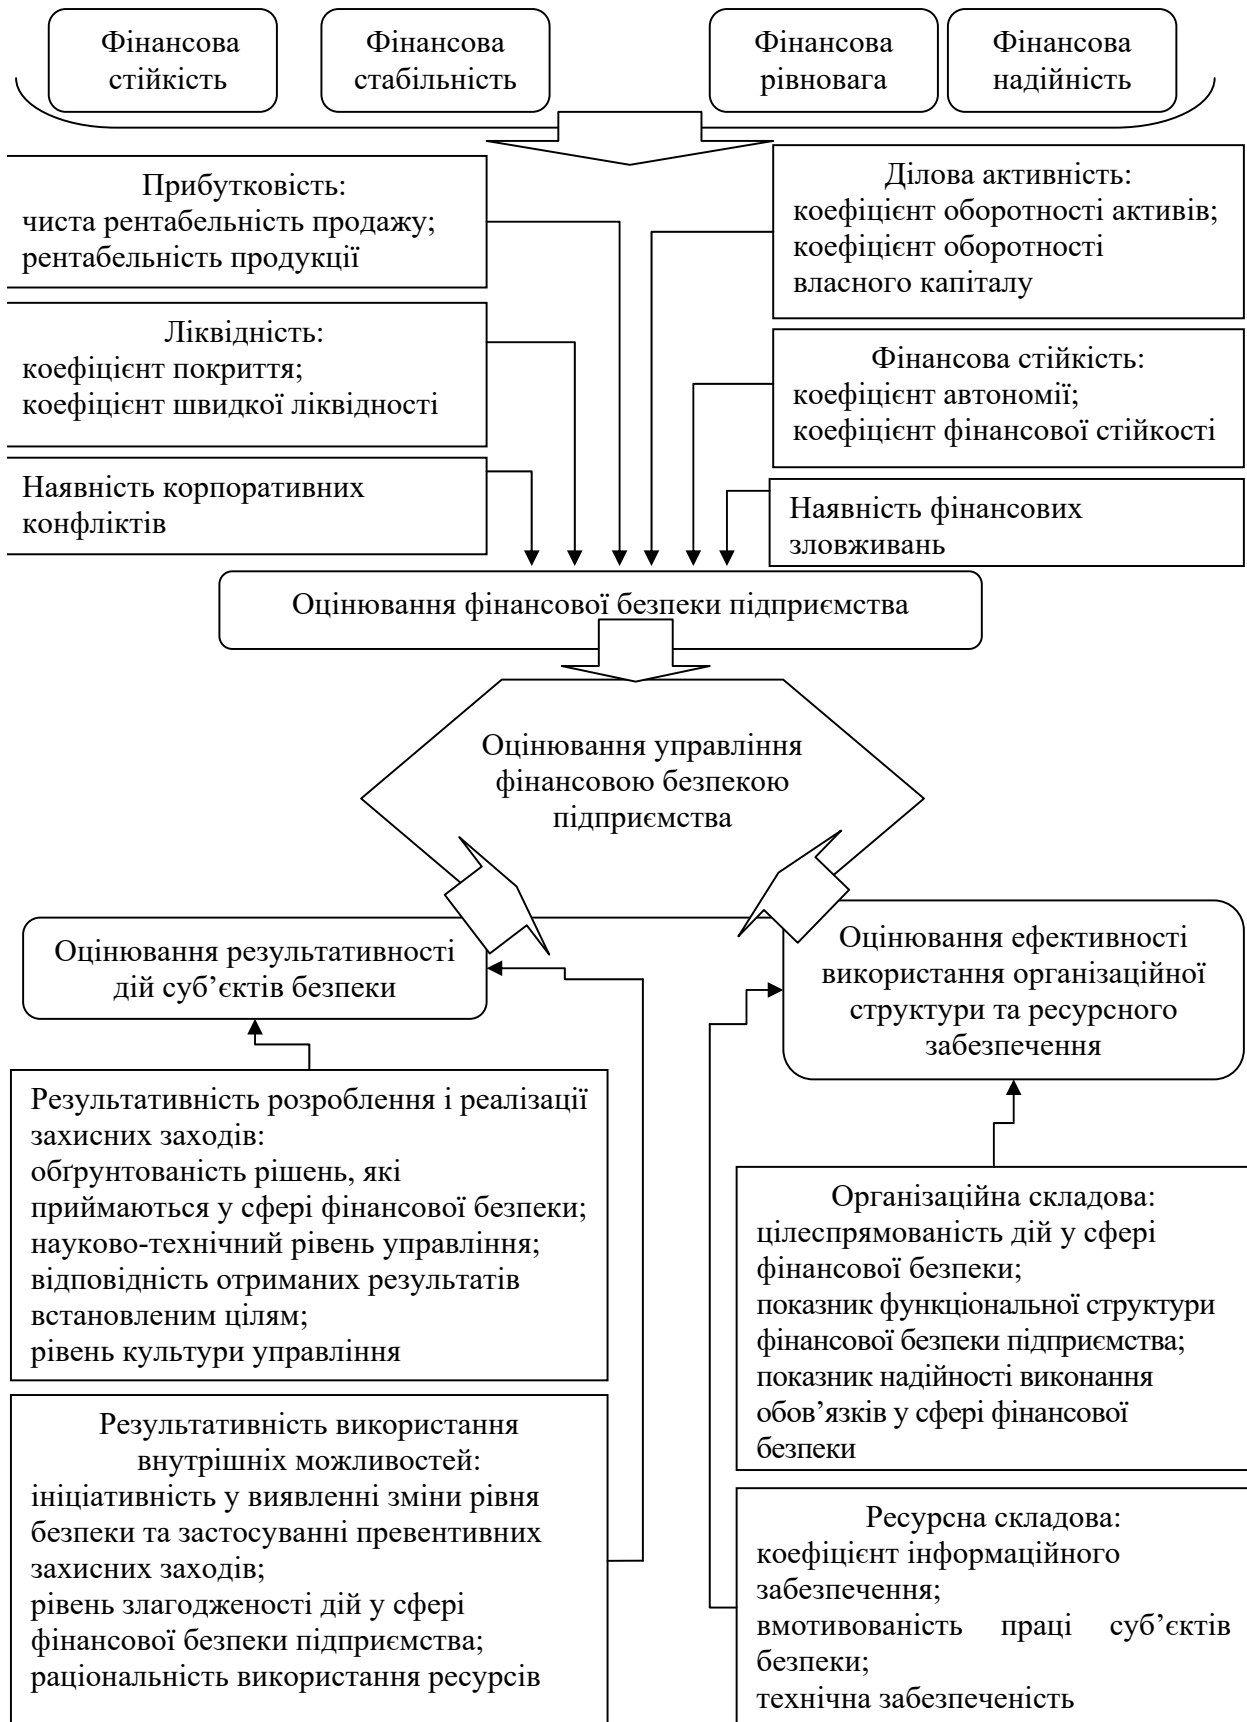 Фінансова
стійкість
Фінансова
стабільність
Фінансова
рівновага
Фінансова
надійність
Прибутковість:
чиста рентабельність продажу;
рентабельність продукції
Ділова активність:
коефіцієнт оборотності активів;
коефіцієнт оборотності
власного капіталу
Ліквідність:
коефіцієнт покриття;
коефіцієнт швидкої ліквідності
Фінансова стійкість:
коефіцієнт автономії;
коефіцієнт фінансової стійкості
Наявність корпоративних
конфліктів
Наявність фінансових
зловживань
Оцінювання фінансової безпеки підприємства
Оцінювання управління
фінансовою безпекою
підприємства
Оцінювання результативності
дій суб’єктів безпеки
Оцінювання ефективності
використання організаційної
структури та ресурсного
забезпечення
Результативність розроблення і реалізації
захисних заходів:
обґрунтованість рішень, які
приймаються у сфері фінансової безпеки;
науково-технічний рівень управління;
відповідність отриманих результатів
встановленим цілям;
рівень культури управління
Організаційна складова:
цілеспрямованість дій у сфері
фінансової безпеки;
показник функціональної структури
фінансової безпеки підприємства;
показник надійності виконання
обов’язків у сфері фінансової
безпеки
Результативність використання
внутрішніх можливостей:
ініціативність у виявленні зміни рівня
безпеки та застосуванні превентивних
захисних заходів;
рівень злагодженості дій у сфері
фінансової безпеки підприємства;
раціональність використання ресурсів
Ресурсна складова:
коефіцієнт інформаційного
забезпечення;
вмотивованість праці суб’єктів
безпеки;
технічна забезпеченість